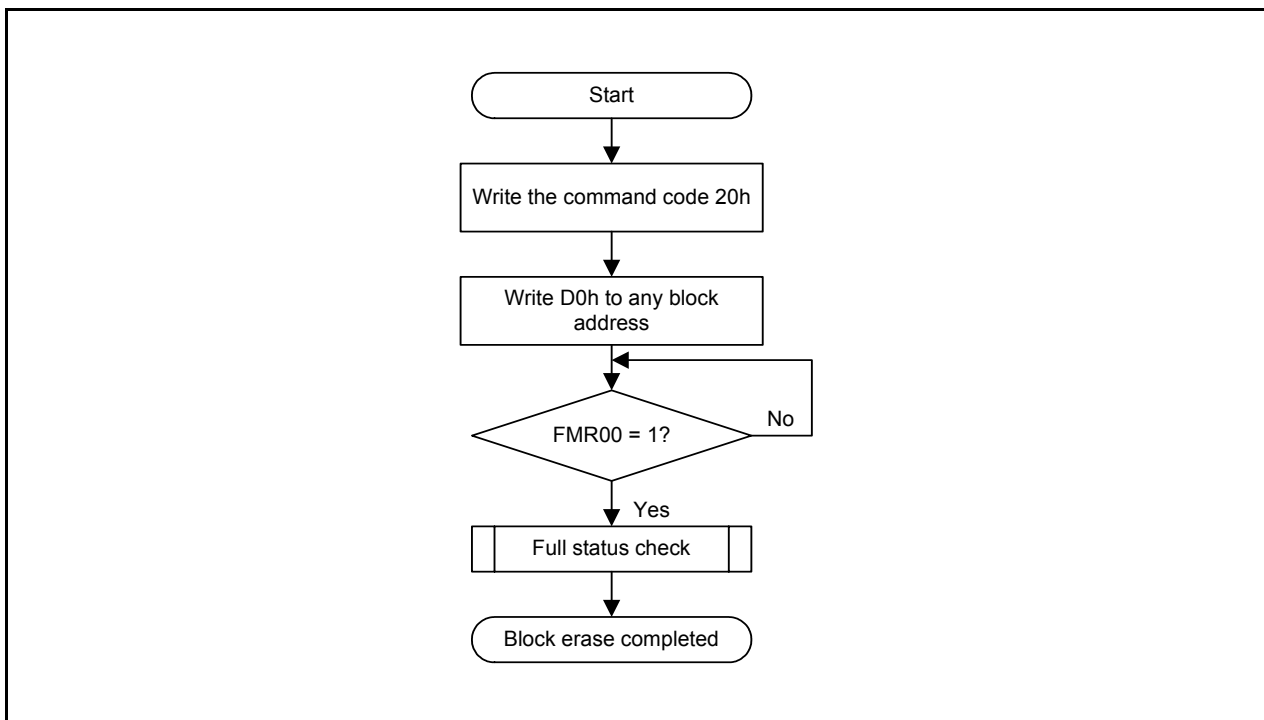 Start
Write the command code 20h
Write D0h to any block
address
FMR00 = 1?
No
Yes
Full status check
Block erase completed